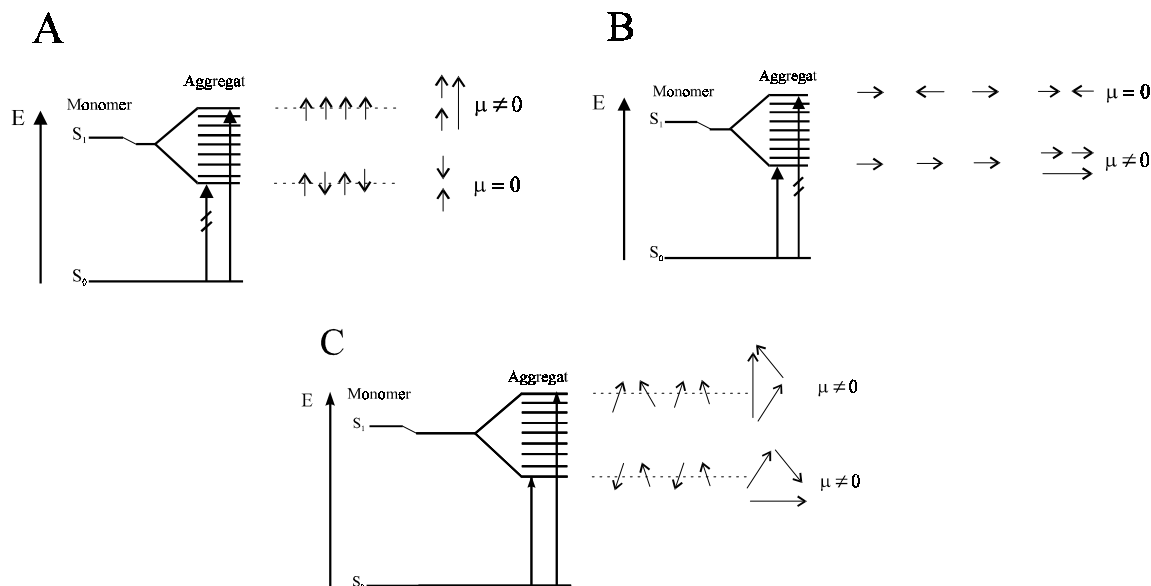 A
Aggregat
Monomer
E
S₁
μ ≠ 0
μ = 0
S₀
B
Aggregat
Monomer
E
S₁
μ = 0
μ ≠ 0
S₀
C
Aggregat
Monomer
E
S₁
μ ≠ 0
μ ≠ 0
S₀